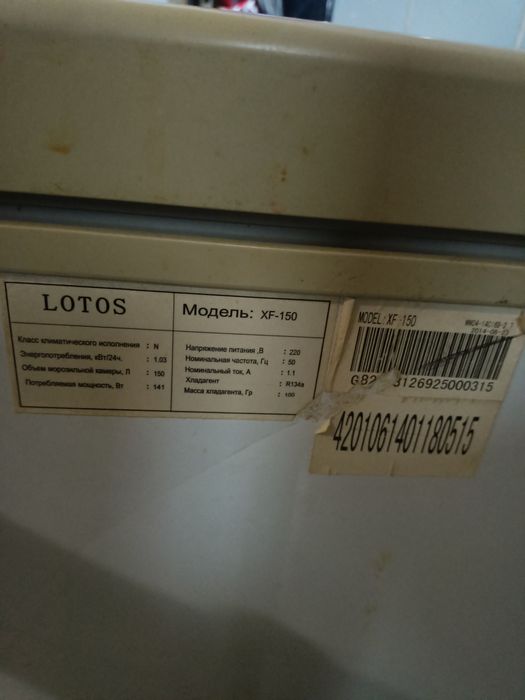 LOTOS
Модель: XF-150
Класс климатического исполнения : N
Энергопотребления, кВт/24ч. : 1.03
Объем морозильной камеры, Л : 150
Потребляемая мощность, Вт : 141
Напряжение питания ,В : 220
Номинальная частота, Гц : 50
Номинальный ток, А : 1.1
Хладагент : R134a
Масса хладагента, Гр : 100
MODEL:XF-150
2014-06-23
3126925000315
4201061401180515